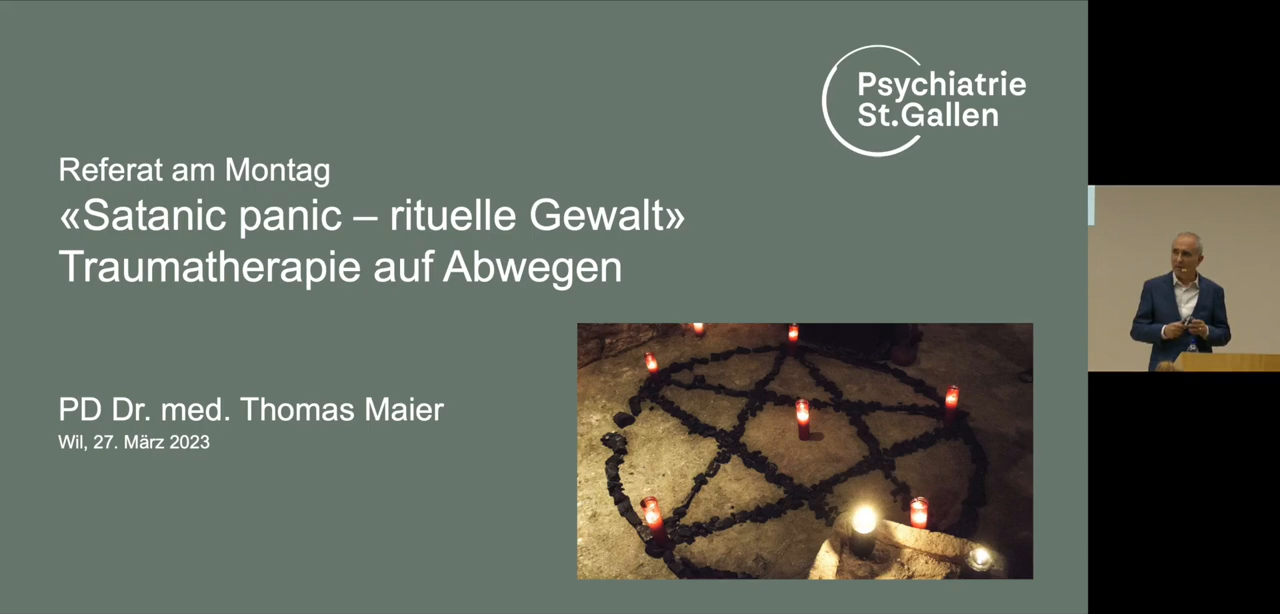 Psychiatrie
St.Gallen
Referat am Montag
«Satanic panic – rituelle Gewalt»
Traumatherapie auf Abwegen
PD Dr. med. Thomas Maier
Wil, 27. März 2023